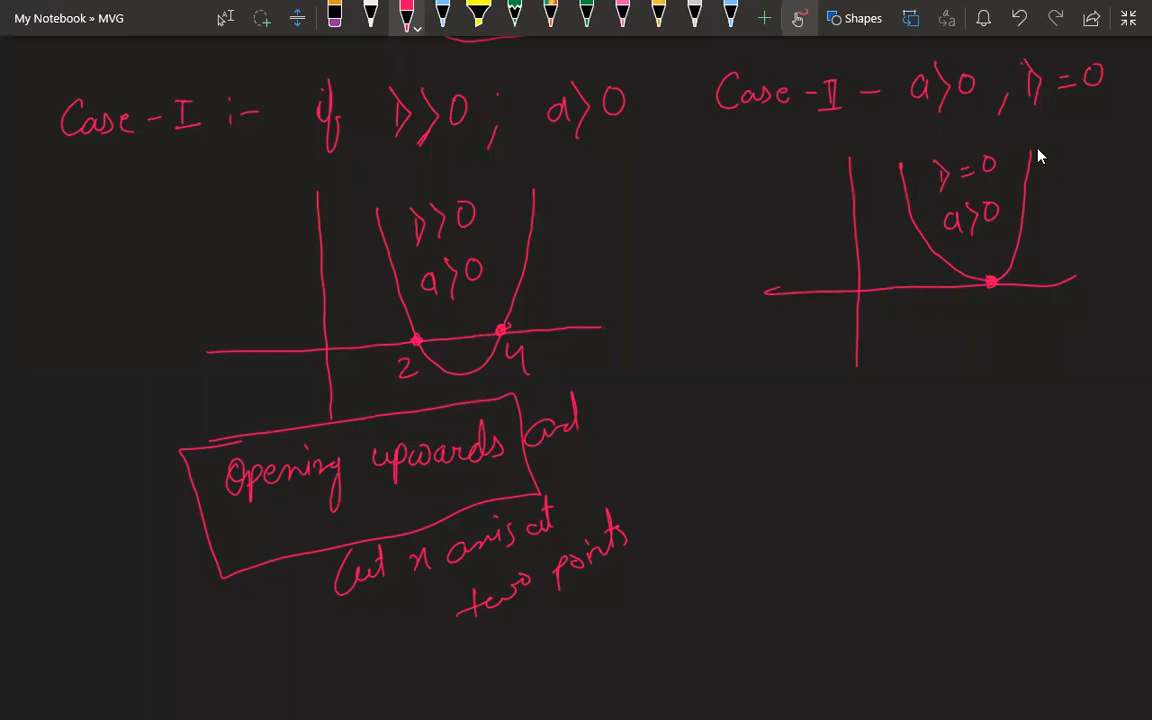 My Notebook » MVG
Shapes
Case-I :- if D>0 ; a>0
D>0
a>0
2
4
Opening upwards and
Cut x axis at
two points
Case-II - a>0, D=0
D=0
a>0